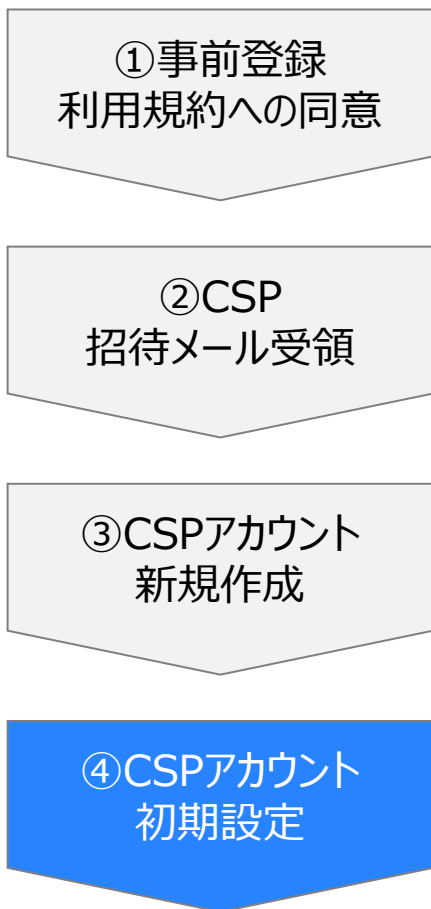 ①事前登録
利用規約への同意
②CSP
招待メール受領
③CSPアカウント
新規作成
④CSPアカウント
初期設定